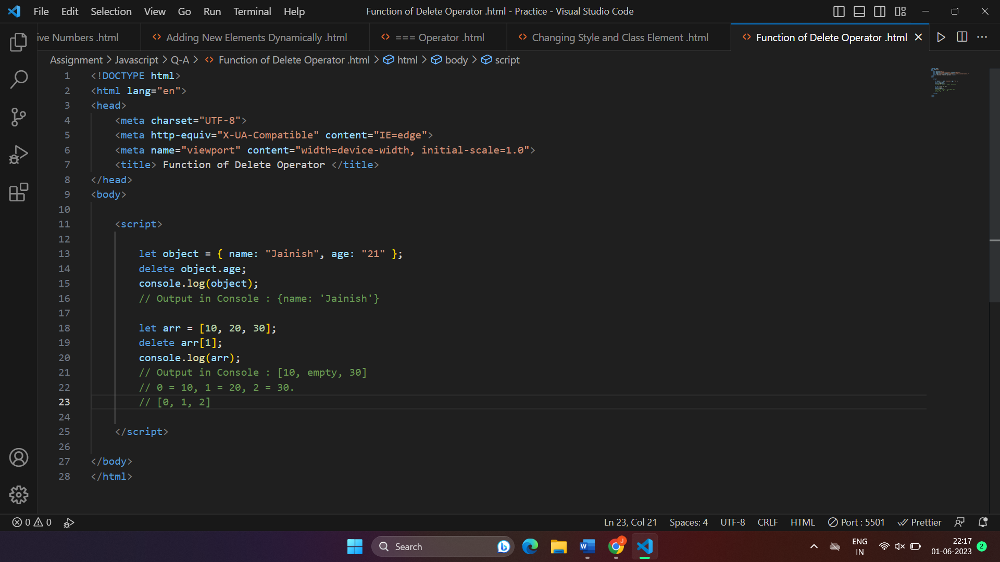 File Edit Selection View Go Run Terminal Help Function of Delete Operator .html - Practice - Visual Studio Code
ive Numbers .html Adding New Elements Dynamically .html === Operator .html Changing Style and Class Element .html Function of Delete Operator .html
Assignment > Javascript > Q-A > Function of Delete Operator .html > html > body > script
1 <!DOCTYPE html>
2 <html lang="en">
3 <head>
4 <meta charset="UTF-8">
5 <meta http-equiv="X-UA-Compatible" content="IE=edge">
6 <meta name="viewport" content="width=device-width, initial-scale=1.0">
7 <title> Function of Delete Operator </title>
8 </head>
9 <body>
10
11 <script>
12
13 let object = { name: "Jainish", age: "21" };
14 delete object.age;
15 console.log(object);
16 // Output in Console : {name: 'Jainish'}
17
18 let arr = [10, 20, 30];
19 delete arr[1];
20 console.log(arr);
21 // Output in Console : [10, empty, 30]
22 // 0 = 10, 1 = 20, 2 = 30.
23 // [0, 1, 2]
24
25 </script>
26
27 </body>
28 </html>
0 0 Ln 23, Col 21 Spaces: 4 UTF-8 CRLF HTML Port : 5501 Prettier
Search
W
J
ENG
IN
22:17
01-06-2023
2